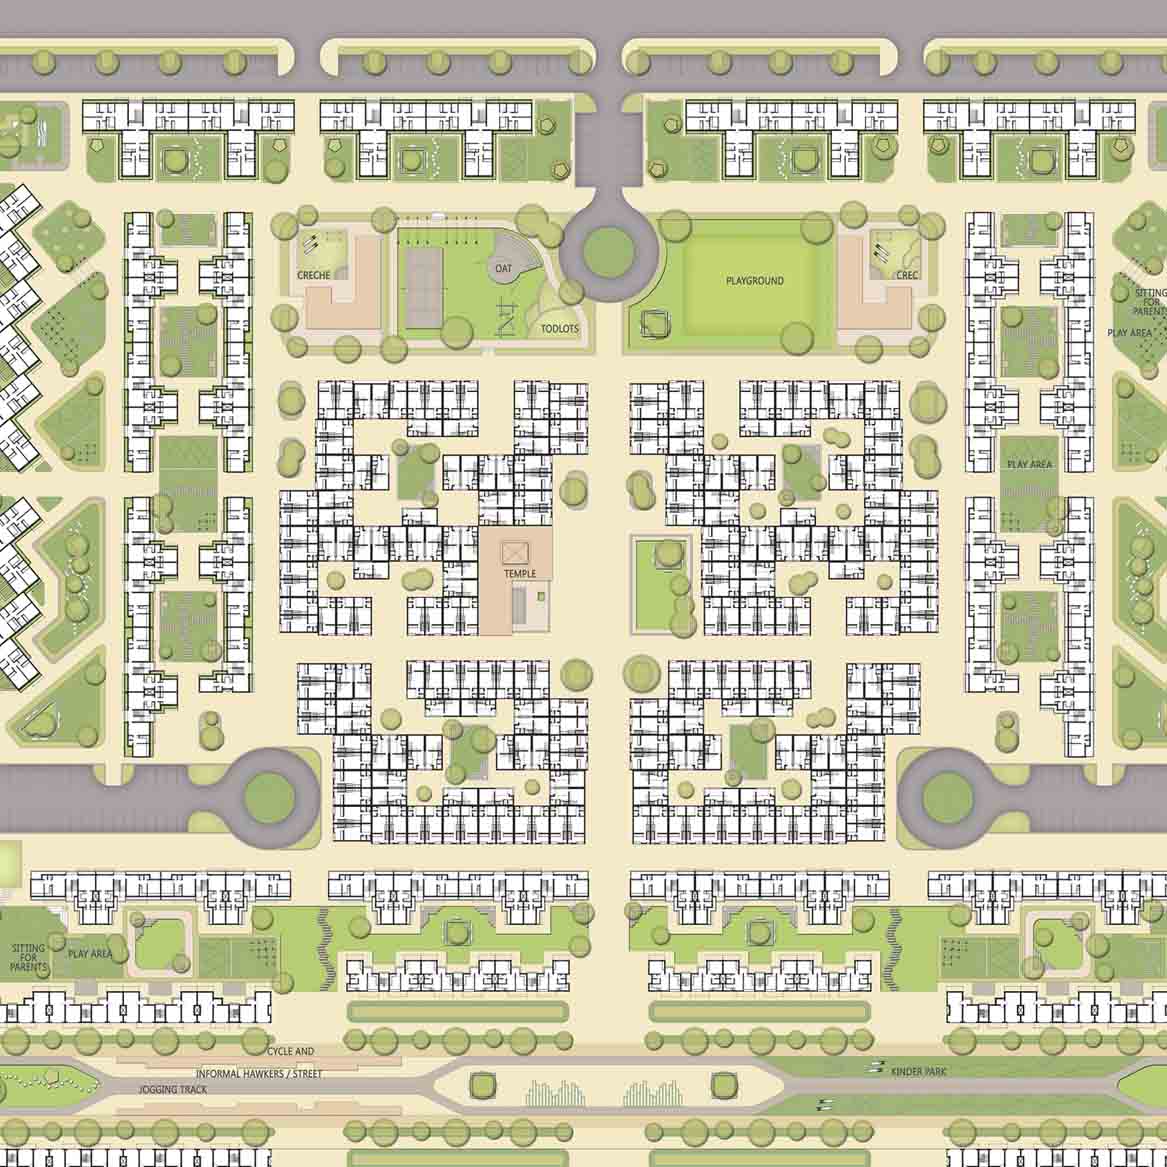 CRECHE
OAT
TODLOTS
PLAYGROUND
CREC
SITTING
FOR
PARENTS
PLAY AREA
PLAY AREA
TEMPLE
SITTING
FOR
PARENTS
PLAY AREA
CYCLE AND
INFORMAL HAWKERS / STREET
JOGGING TRACK
KINDER PARK